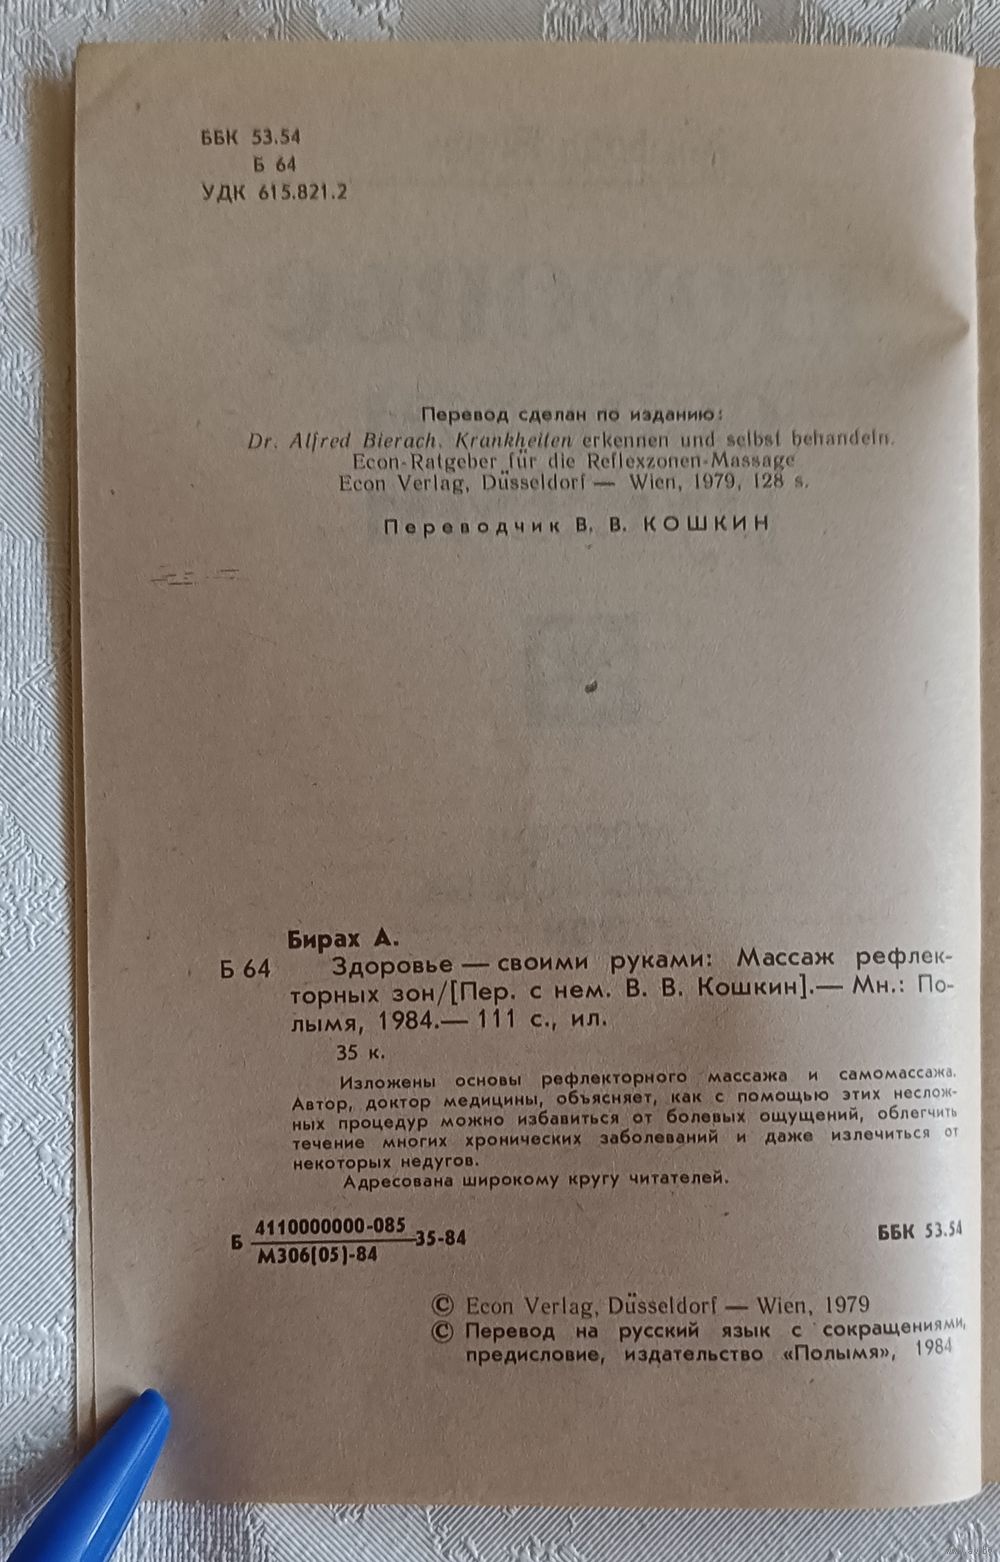 ББК 53.54
Б 64
УДК 615.821.2
Перевод сделан по изданию:
Dr. Alfred Bierach. Krankheiten erkennen und selbst behandeln.
Econ-Ratgeber für die Reflexzonen-Massage
Econ Verlag, Düsseldorf — Wien, 1979, 128 s.
Переводчик В. В. КОШКИН
Бирах А.
Б 64 Здоровье — своими руками: Массаж рефлек-
торных зон/[Пер. с нем. В. В. Кошкин].— Мн.: По-
лымя, 1984.— 111 с., ил.
35 к.
Изложены основы рефлекторного массажа и самомассажа.
Автор, доктор медицины, объясняет, как с помощью этих неслож-
ных процедур можно избавиться от болевых ощущений, облегчить
течение многих хронических заболеваний и даже излечиться от
некоторых недугов.
Адресована широкому кругу читателей.
Б 4110000000-085 35-84
М306(05)-84
ББК 53.54
© Econ Verlag, Düsseldorf — Wien, 1979
© Перевод на русский язык с сокращениями,
предисловие, издательство «Полымя», 1984